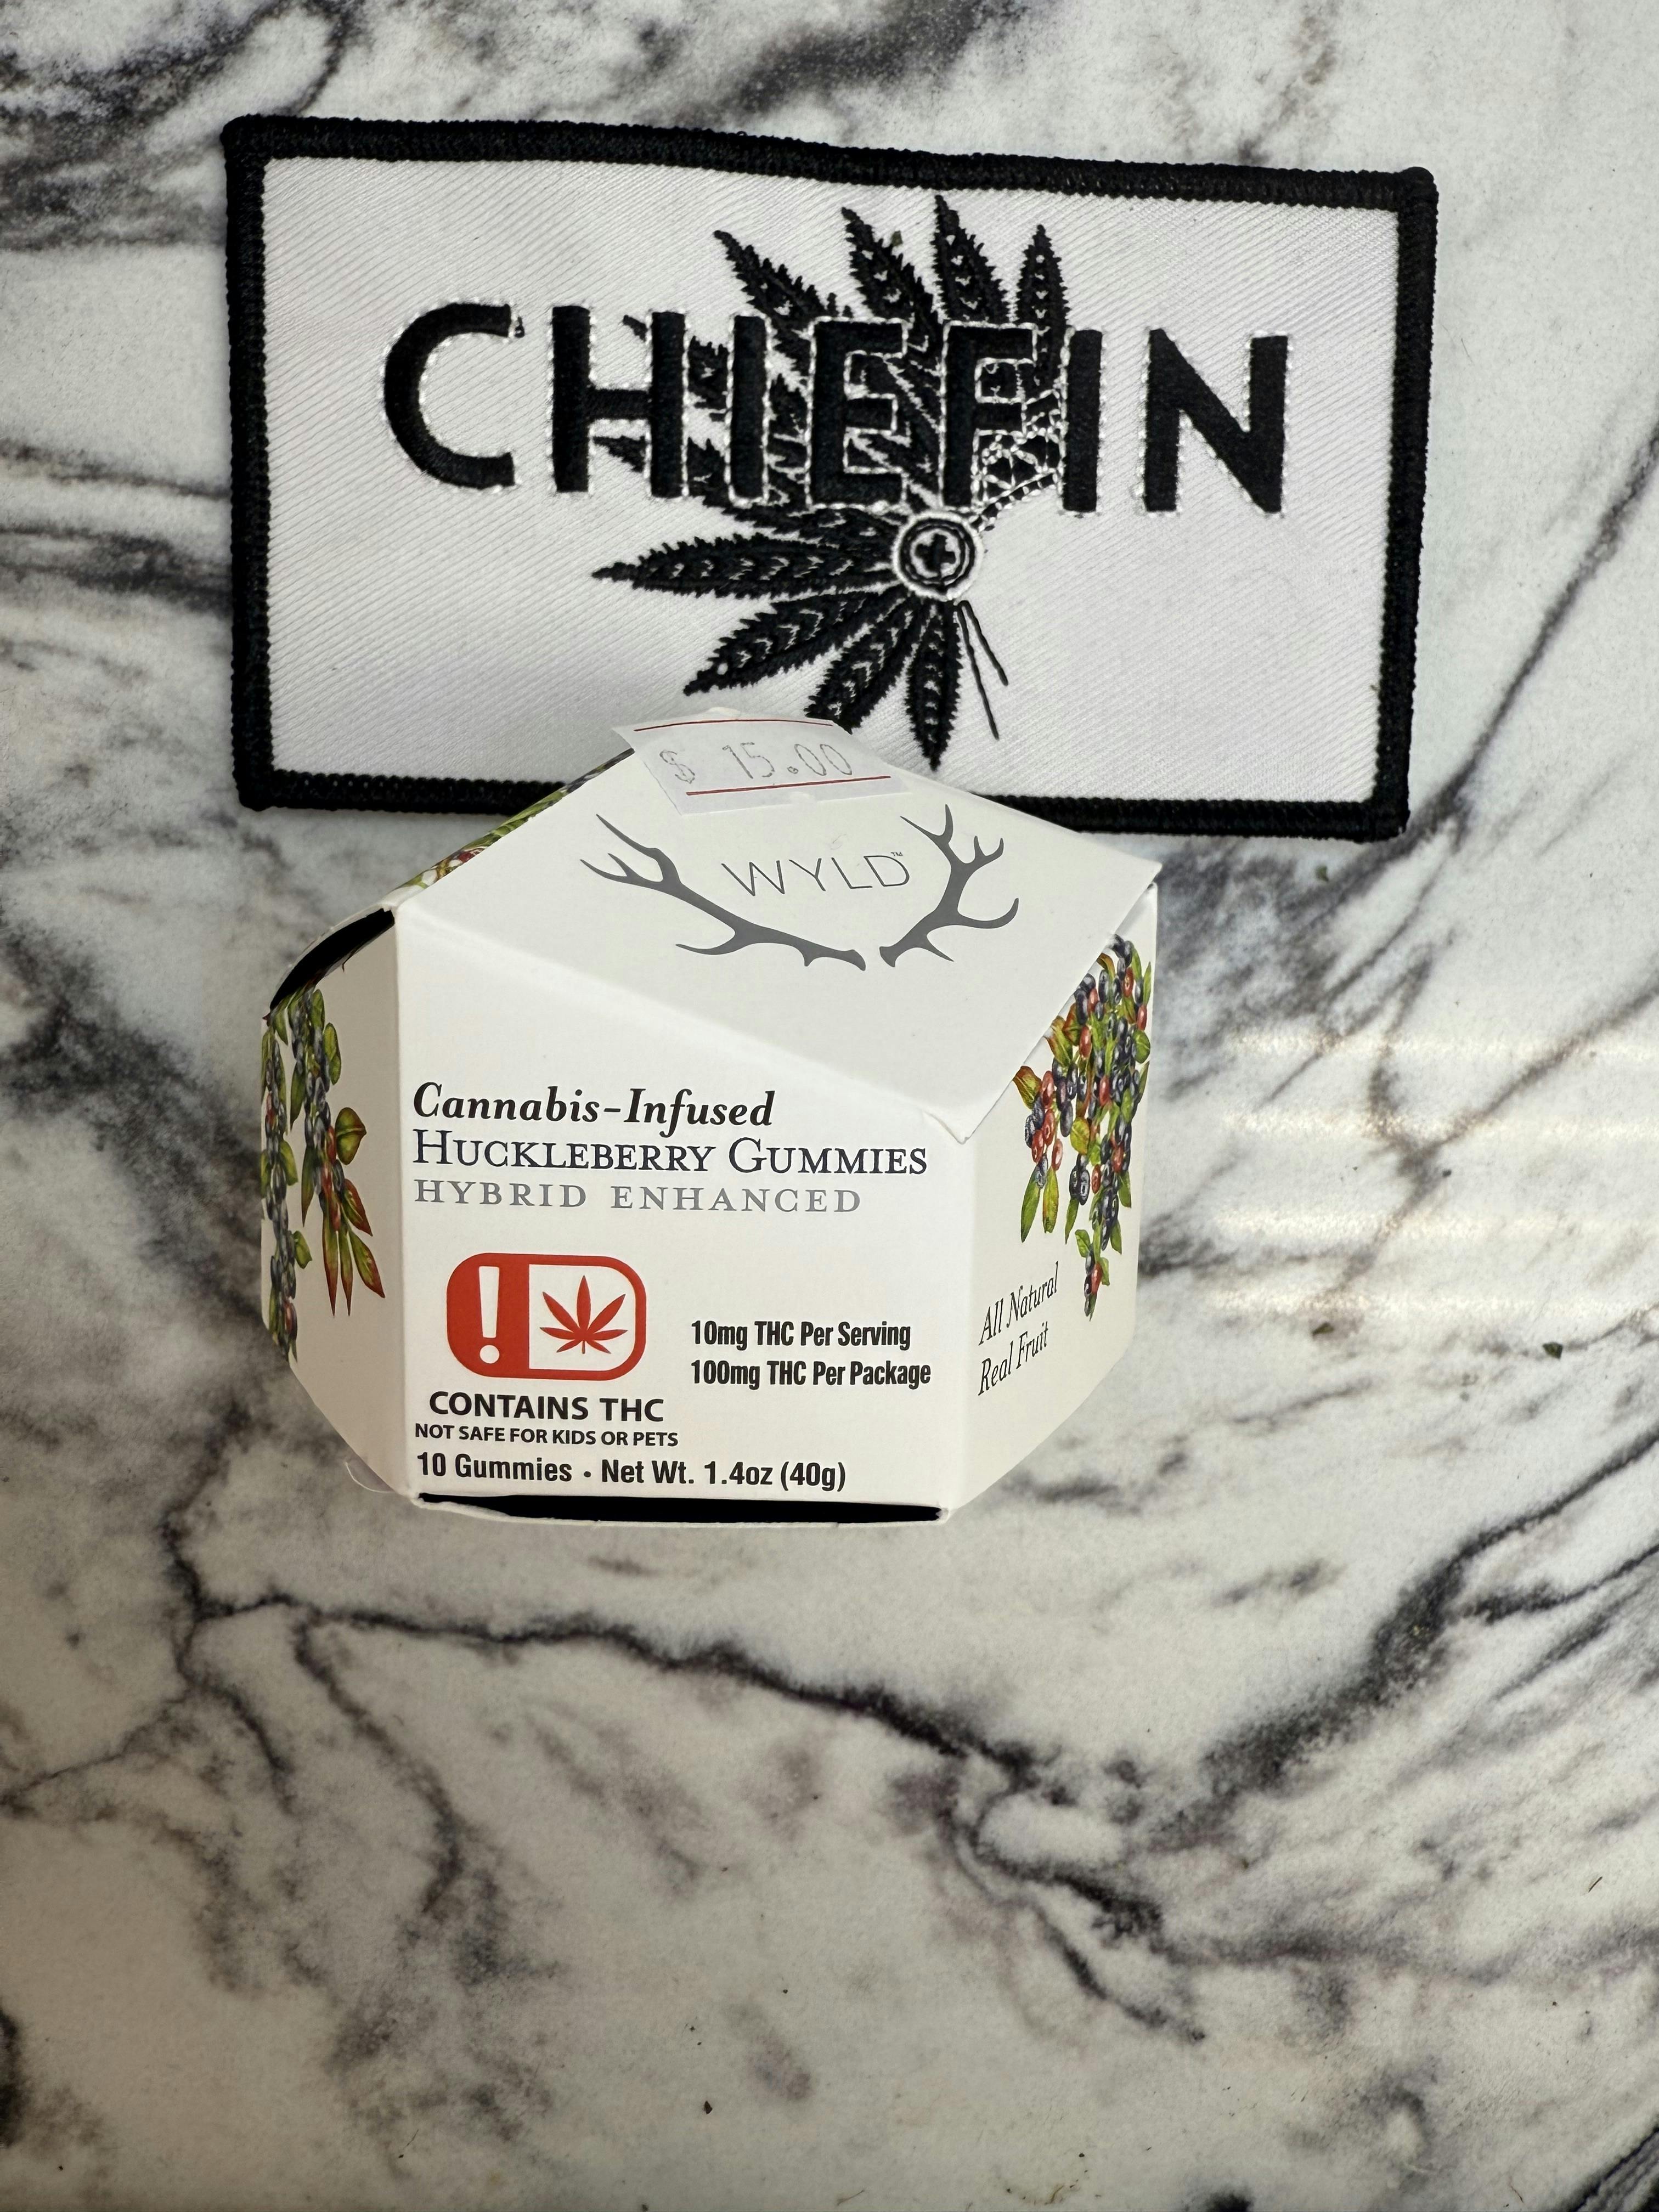 CHIEFIN
$ 15.00
WYLD™
Cannabis-Infused
HUCKLEBERRY GUMMIES
HYBRID ENHANCED
!
10mg THC Per Serving
100mg THC Per Package
CONTAINS THC
NOT SAFE FOR KIDS OR PETS
10 Gummies • Net Wt. 1.4oz (40g)
All Natural
Real Fruit